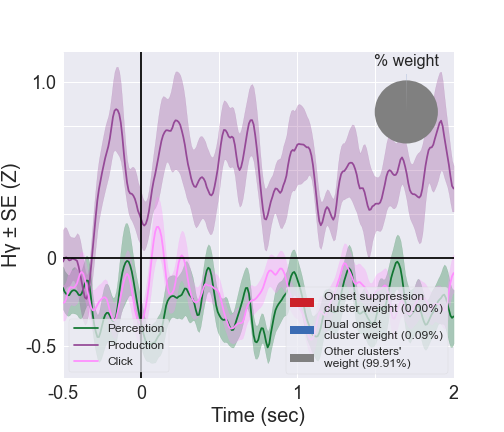 % weight
1.0
0
-0.5
Hγ ± SE (Z)
Perception
Production
Click
Onset suppression
cluster weight (0.00%)
Dual onset
cluster weight (0.09%)
Other clusters'
weight (99.91%)
-0.5
0
1
2
Time (sec)